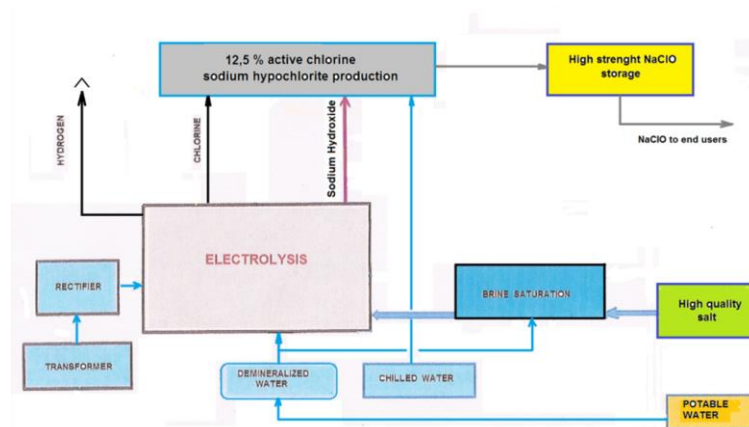 12,5 % active chlorine
sodium hypochlorite production
High strenght NaClO
storage
NaClO to end users
HYDROGEN
CHLORINE
Sodium Hydroxide
ELECTROLYSIS
RECTIFIER
BRINE SATURATION
High quality
salt
TRANSFORMER
DEMINERALIZED
WATER
CHILLED WATER
POTABLE
WATER